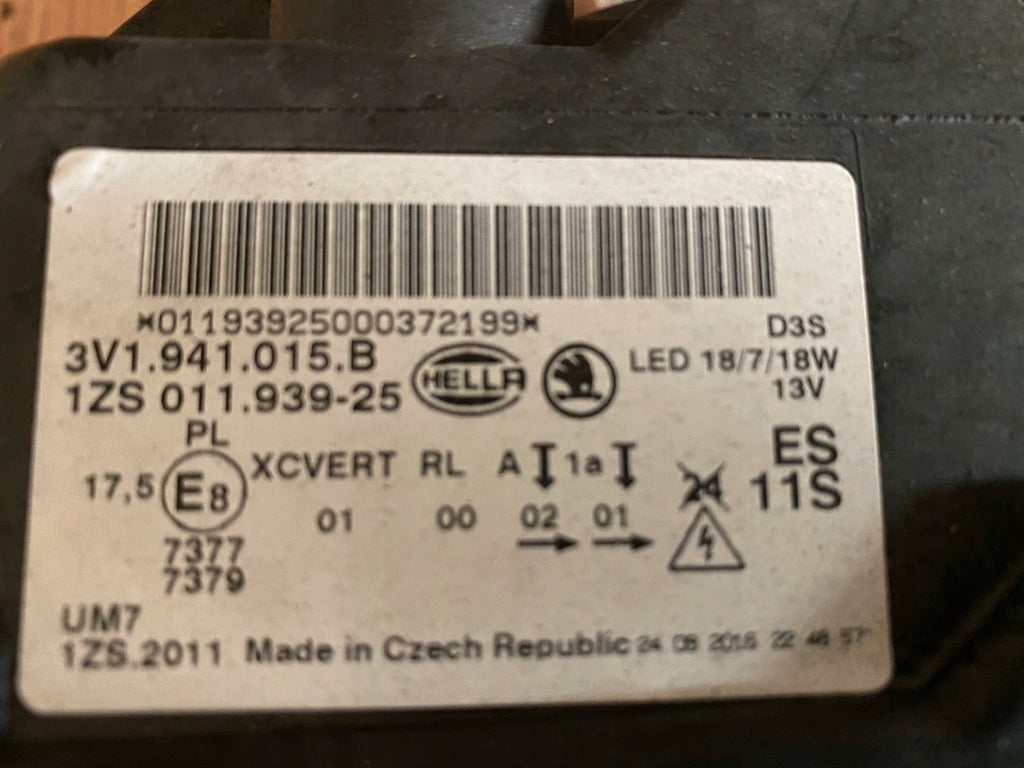 *011939250000372199*
D3S
3V1.941.015.B
HELLA
LED 18/7/18W
1ZS 011.939-25
13V
PL
ES
17,5 E8 XCVERT RL A 1a 24 11S
01 00 02 01
7377
7379
UM7
1ZS.2011 Made in Czech Republic 24 08 2016 22 48 57